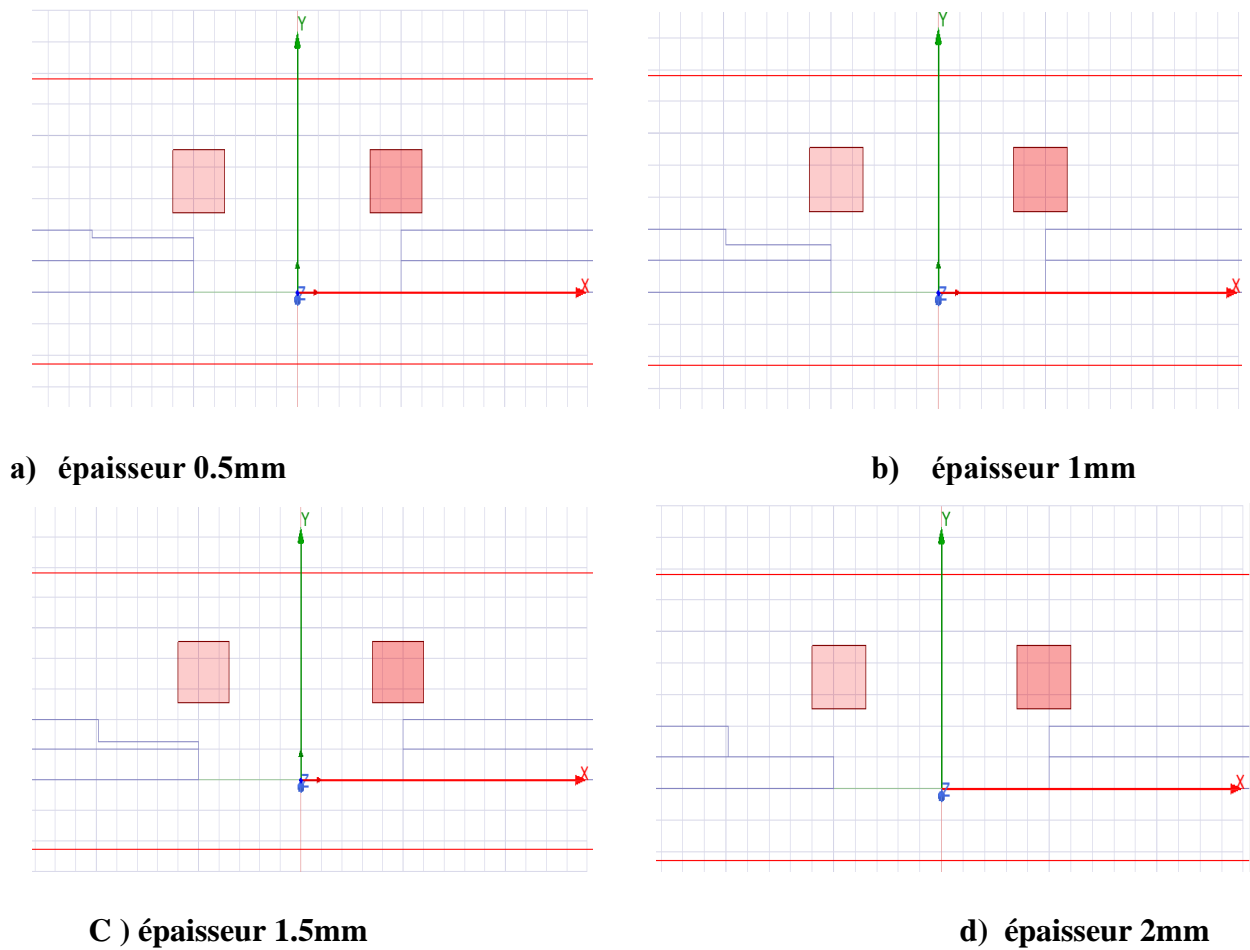 Y
X
Z
Y
X
Z
a) épaisseur 0.5mm
b) épaisseur 1mm
Y
X
Z
Y
X
Z
C ) épaisseur 1.5mm
d) épaisseur 2mm